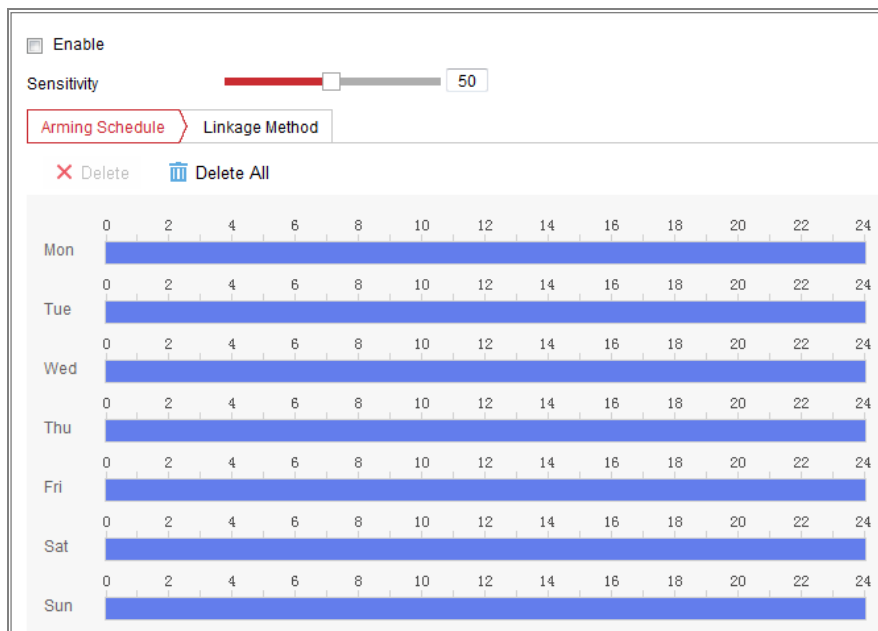 Enable
Sensitivity 50
Arming Schedule Linkage Method
Delete Delete All
0 2 4 6 8 10 12 14 16 18 20 22 24
Mon
0 2 4 6 8 10 12 14 16 18 20 22 24
Tue
0 2 4 6 8 10 12 14 16 18 20 22 24
Wed
0 2 4 6 8 10 12 14 16 18 20 22 24
Thu
0 2 4 6 8 10 12 14 16 18 20 22 24
Fri
0 2 4 6 8 10 12 14 16 18 20 22 24
Sat
0 2 4 6 8 10 12 14 16 18 20 22 24
Sun